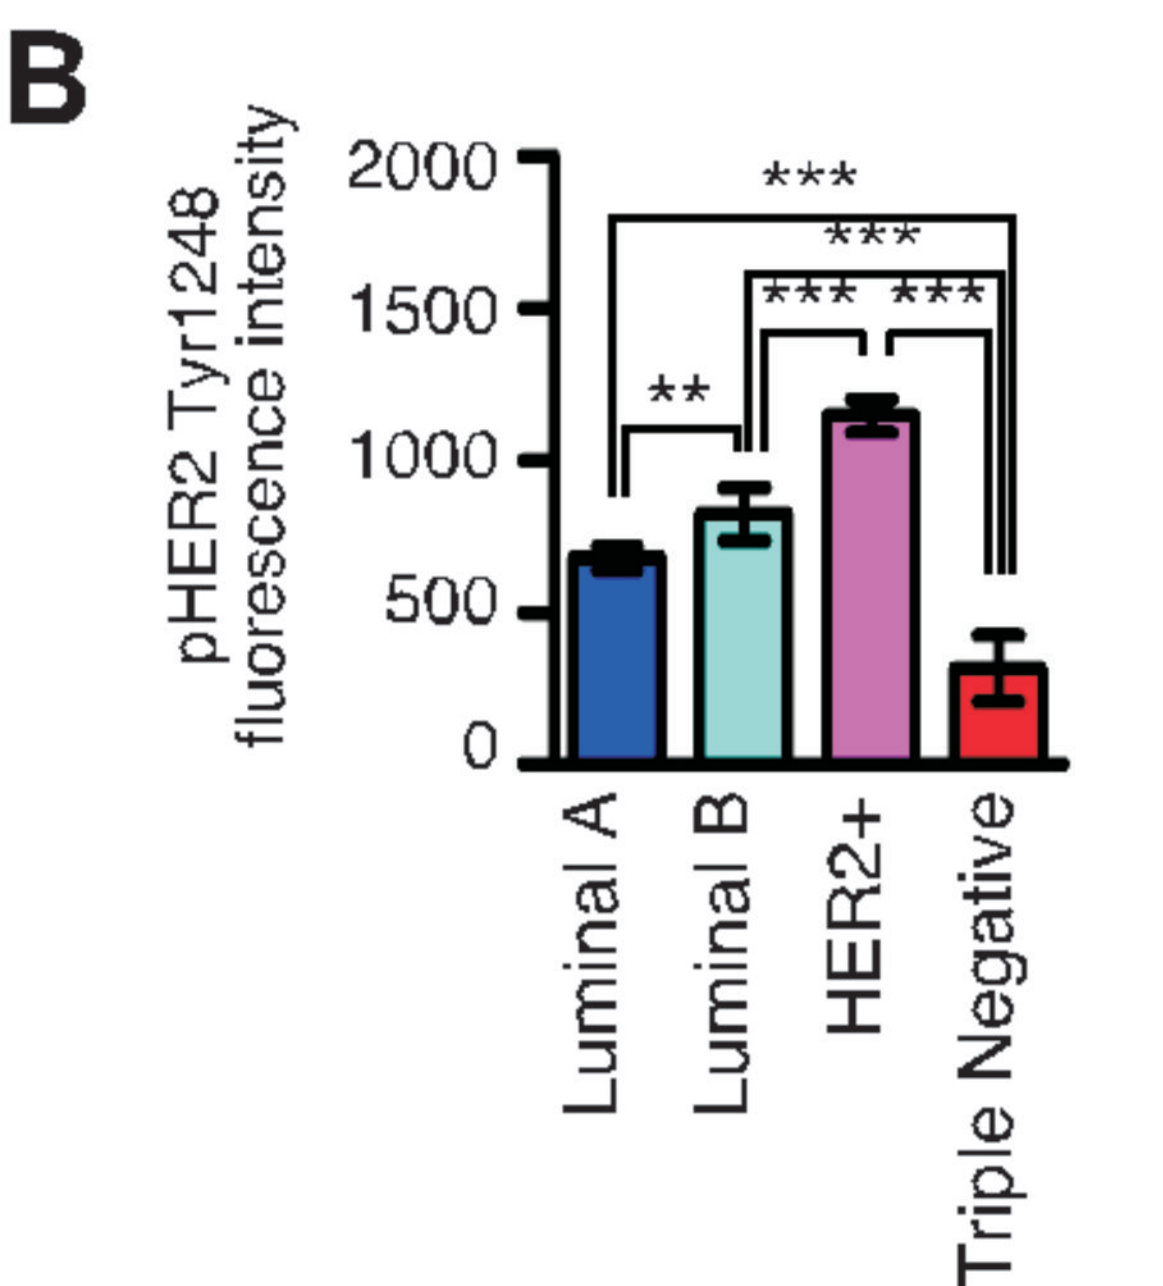 B
pHER2 Tyr1248
fluorescence intensity
2000
1500
1000
500
0
***
***
*** ***
**
Luminal A
Luminal B
HER2+
Triple Negative